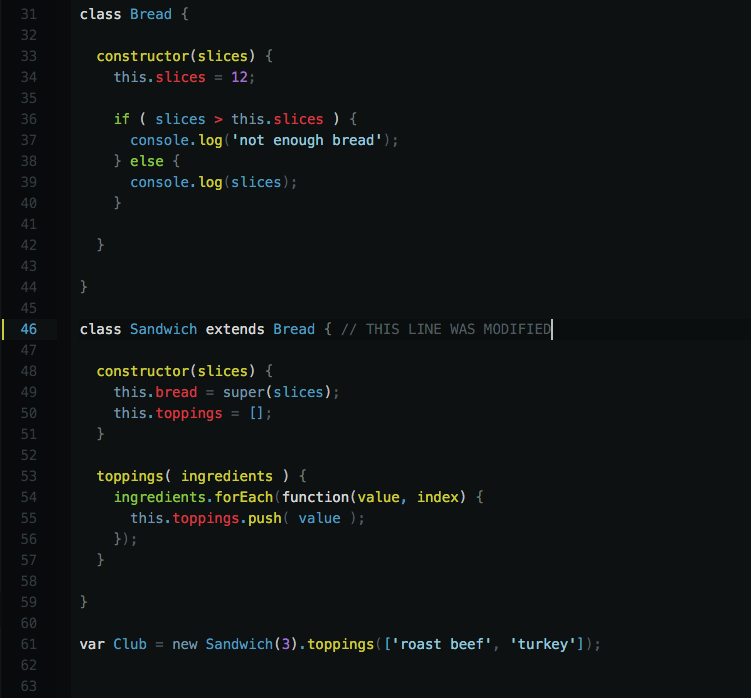 31 class Bread {
32
33   constructor(slices) {
34     this.slices = 12;
35
36     if ( slices > this.slices ) {
37       console.log('not enough bread');
38     } else {
39       console.log(slices);
40     }
41
42   }
43
44 }
45
46 class Sandwich extends Bread { // THIS LINE WAS MODIFIED
47
48   constructor(slices) {
49     this.bread = super(slices);
50     this.toppings = [];
51   }
52
53   toppings( ingredients ) {
54     ingredients.forEach(function(value, index) {
55       this.toppings.push( value );
56     });
57   }
58
59 }
60
61 var Club = new Sandwich(3).toppings(['roast beef', 'turkey']);
62
63